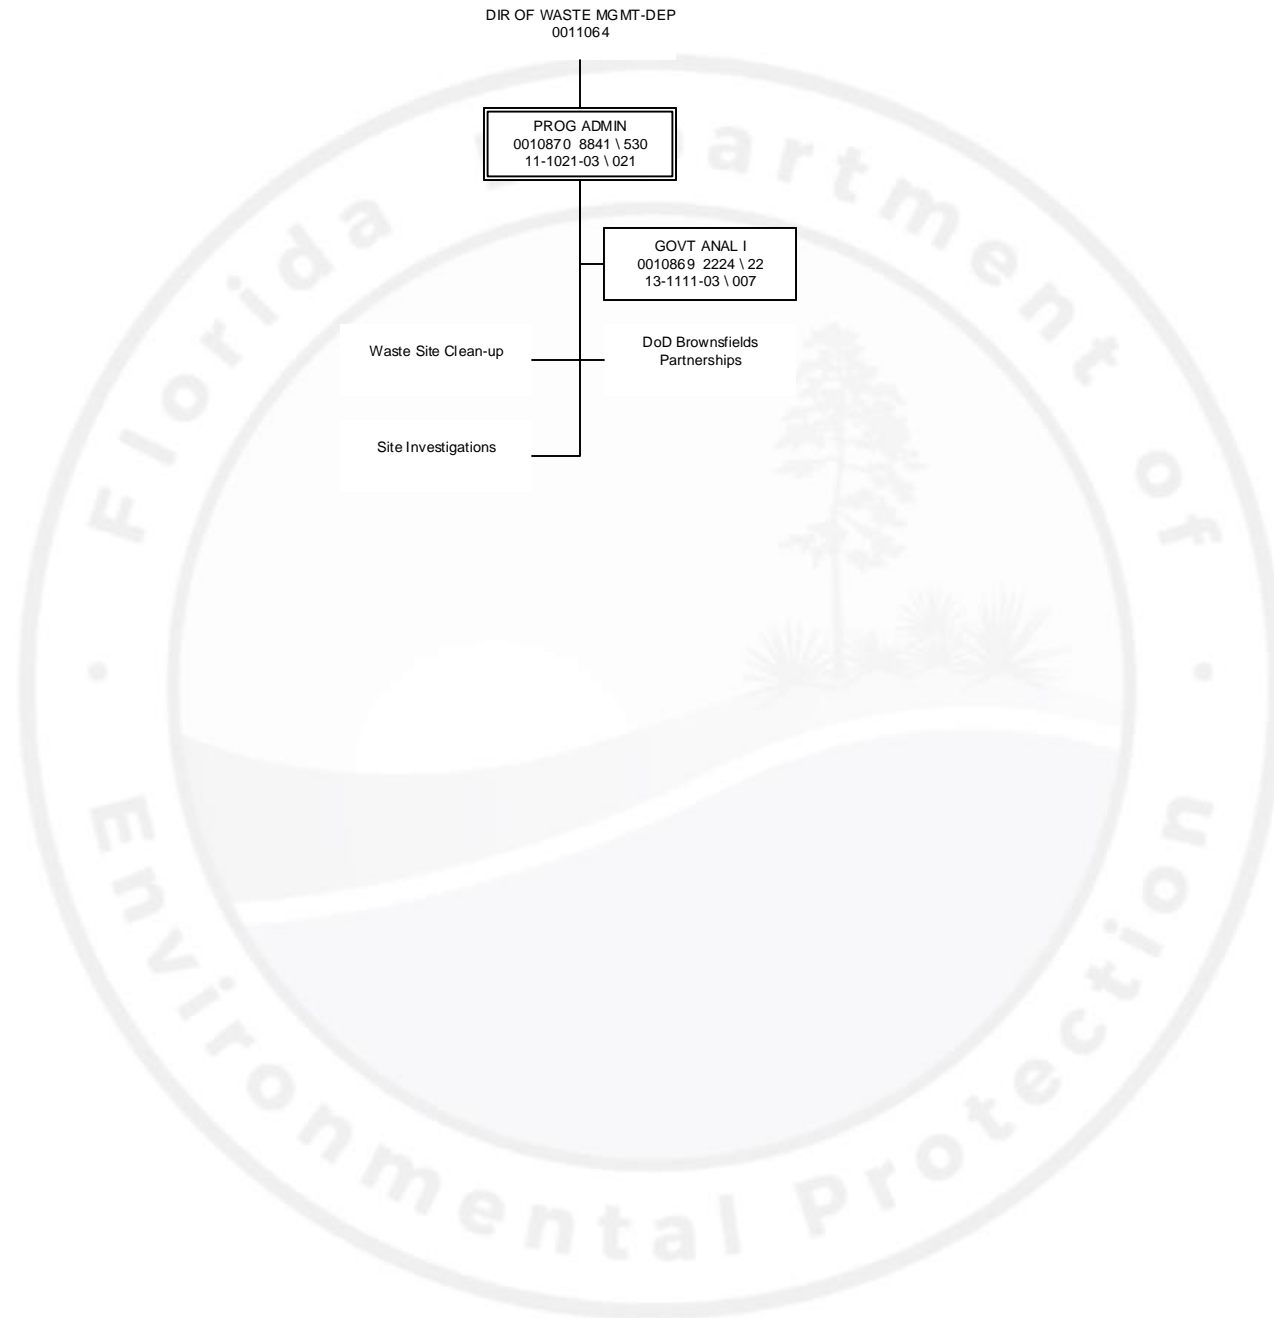 DIR OF WASTE MGMT-DEP
0011064
PROG ADMIN
0010870 8841 \ 530
11-1021-03 \ 021
GOVT ANAL I
0010869 2224 \ 22
13-1111-03 \ 007
Waste Site Clean-up
DoD Brownsfields
Partnerships
Site Investigations
Florida artment of
Environmental Protection